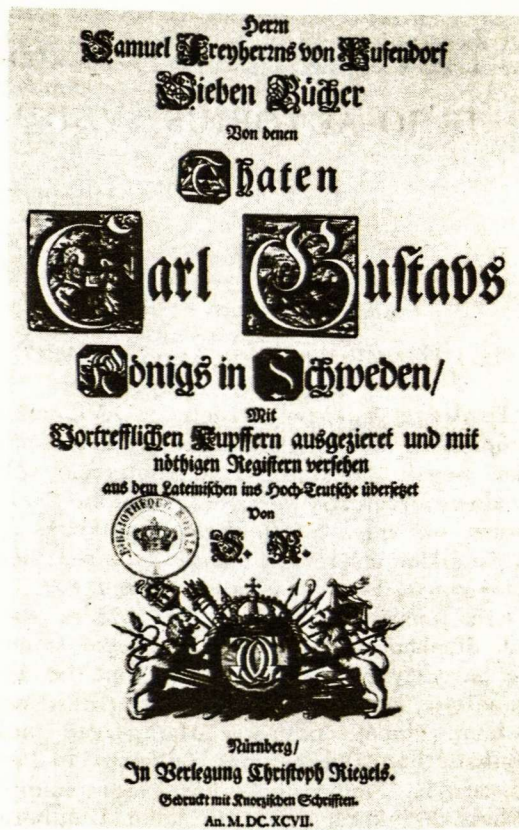 Herrn
Samuel Freyherrns von Pufendorf
Sieben Bücher
Von denen
Thaten
Carl Gustavs
Königs in Schweden/
Mit
Vortrefflichen Kupffern ausgezieret und mit
nöthigen Registern versehen
aus dem Lateinischen ins Hoch-Teutsche übersetzet
Von
S. R.
Nürnberg/
In Verlegung Christoph Riegels.
Gedruckt mit Knorzischen Schrifften.
An. M. DC. XCVII.